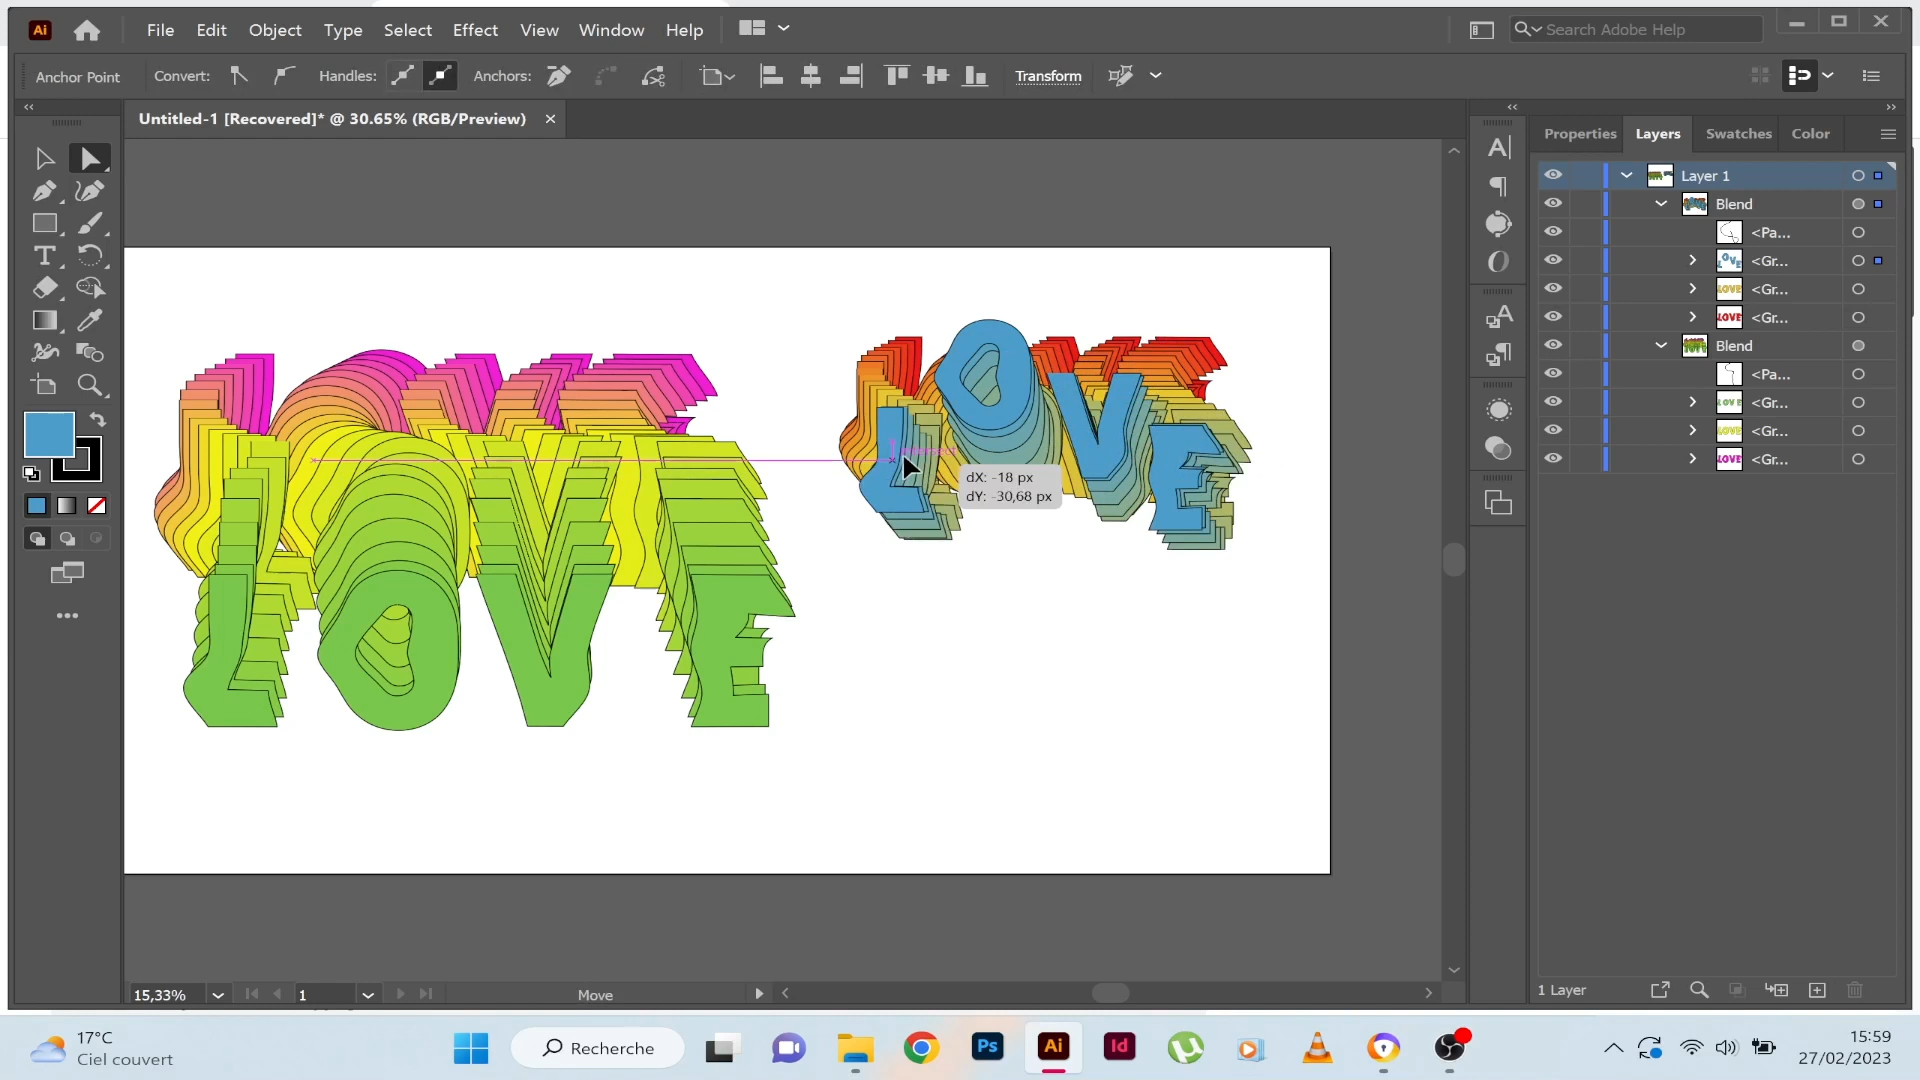 Ai File Edit Object Type Select Effect View Window Help Search Adobe Help
Anchor Point Convert: Handles: Anchors: Transform
Untitled-1 [Recovered]* @ 30.65% (RGB/Preview)
Properties Layers Swatches Color
Layer 1
Blend
<Pa...
<Gr...
<Gr...
<Gr...
Blend
<Pa...
<Gr...
<Gr...
<Gr...
LOVE
LOVE
dX: -18 px
dY: -30,68 px
15,33% 1 Move
1 Layer
17°C
Ciel couvert
Recherche
Ps Ai Id
15:59
27/02/2023